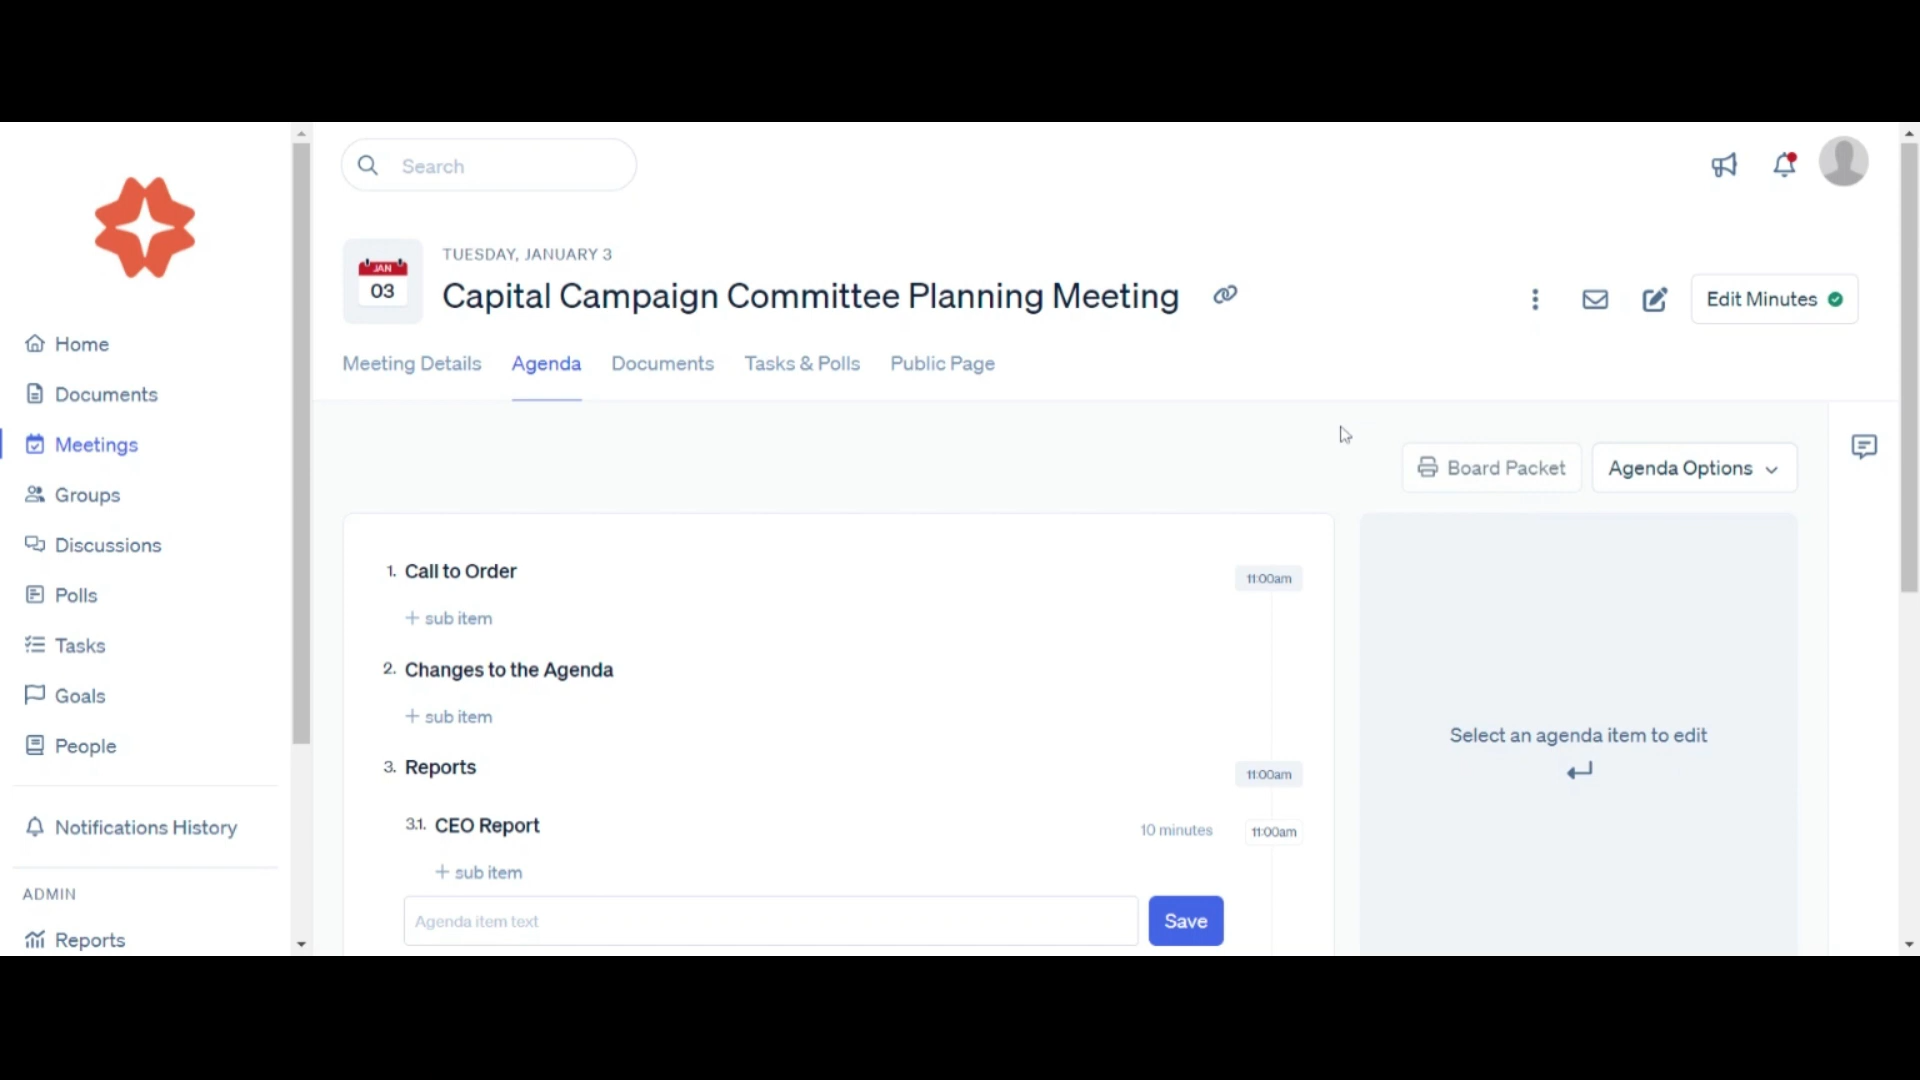 Search
JAN
03
TUESDAY, JANUARY 3
Capital Campaign Committee Planning Meeting
Edit Minutes
Meeting Details
Agenda
Documents
Tasks & Polls
Public Page
Home
Documents
Meetings
Groups
Discussions
Polls
Tasks
Goals
People
Notifications History
ADMIN
Reports
Board Packet
Agenda Options
1. Call to Order
11:00am
+ sub item
2. Changes to the Agenda
+ sub item
3. Reports
11:00am
3.1. CEO Report
10 minutes
11:00am
+ sub item
Agenda item text
Save
Select an agenda item to edit